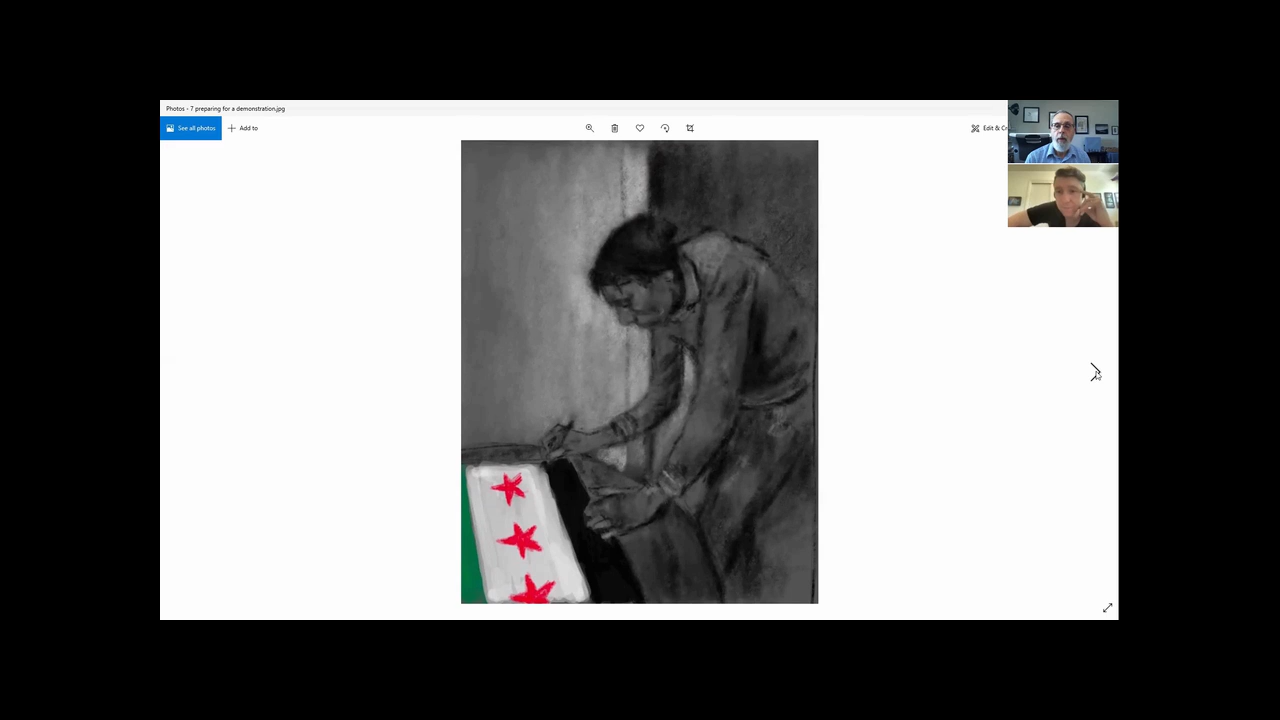 Photos - 7 preparing for a demonstration.jpg
See all photos
Add to
Edit & Cr